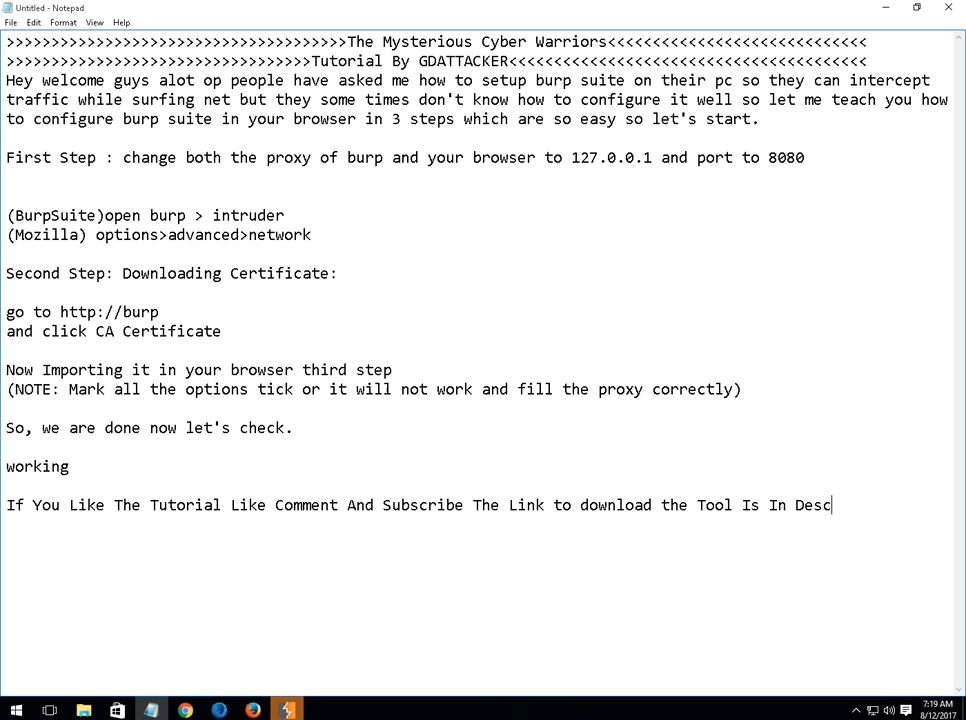 Untitled - Notepad
File Edit Format View Help
>>>>>>>>>>>>>>>>>>>>>>>>>>>>>>>>>>>>>>The Mysterious Cyber Warriors<<<<<<<<<<<<<<<<<<<<<<<<<<<<<
>>>>>>>>>>>>>>>>>>>>>>>>>>>>>>>>>>Tutorial By GDATTACKER<<<<<<<<<<<<<<<<<<<<<<<<<<<<<<<<<<<<<<<<
Hey welcome guys alot op people have asked me how to setup burp suite on their pc so they can intercept
traffic while surfing net but they some times don't know how to configure it well so let me teach you how
to configure burp suite in your browser in 3 steps which are so easy so let's start.
First Step : change both the proxy of burp and your browser to 127.0.0.1 and port to 8080
(BurpSuite)open burp > intruder
(Mozilla) options>advanced>network
Second Step: Downloading Certificate:
go to http://burp
and click CA Certificate
Now Importing it in your browser third step
(NOTE: Mark all the options tick or it will not work and fill the proxy correctly)
So, we are done now let's check.
working
If You Like The Tutorial Like Comment And Subscribe The Link to download the Tool Is In Desc
7:19 AM
8/12/2017